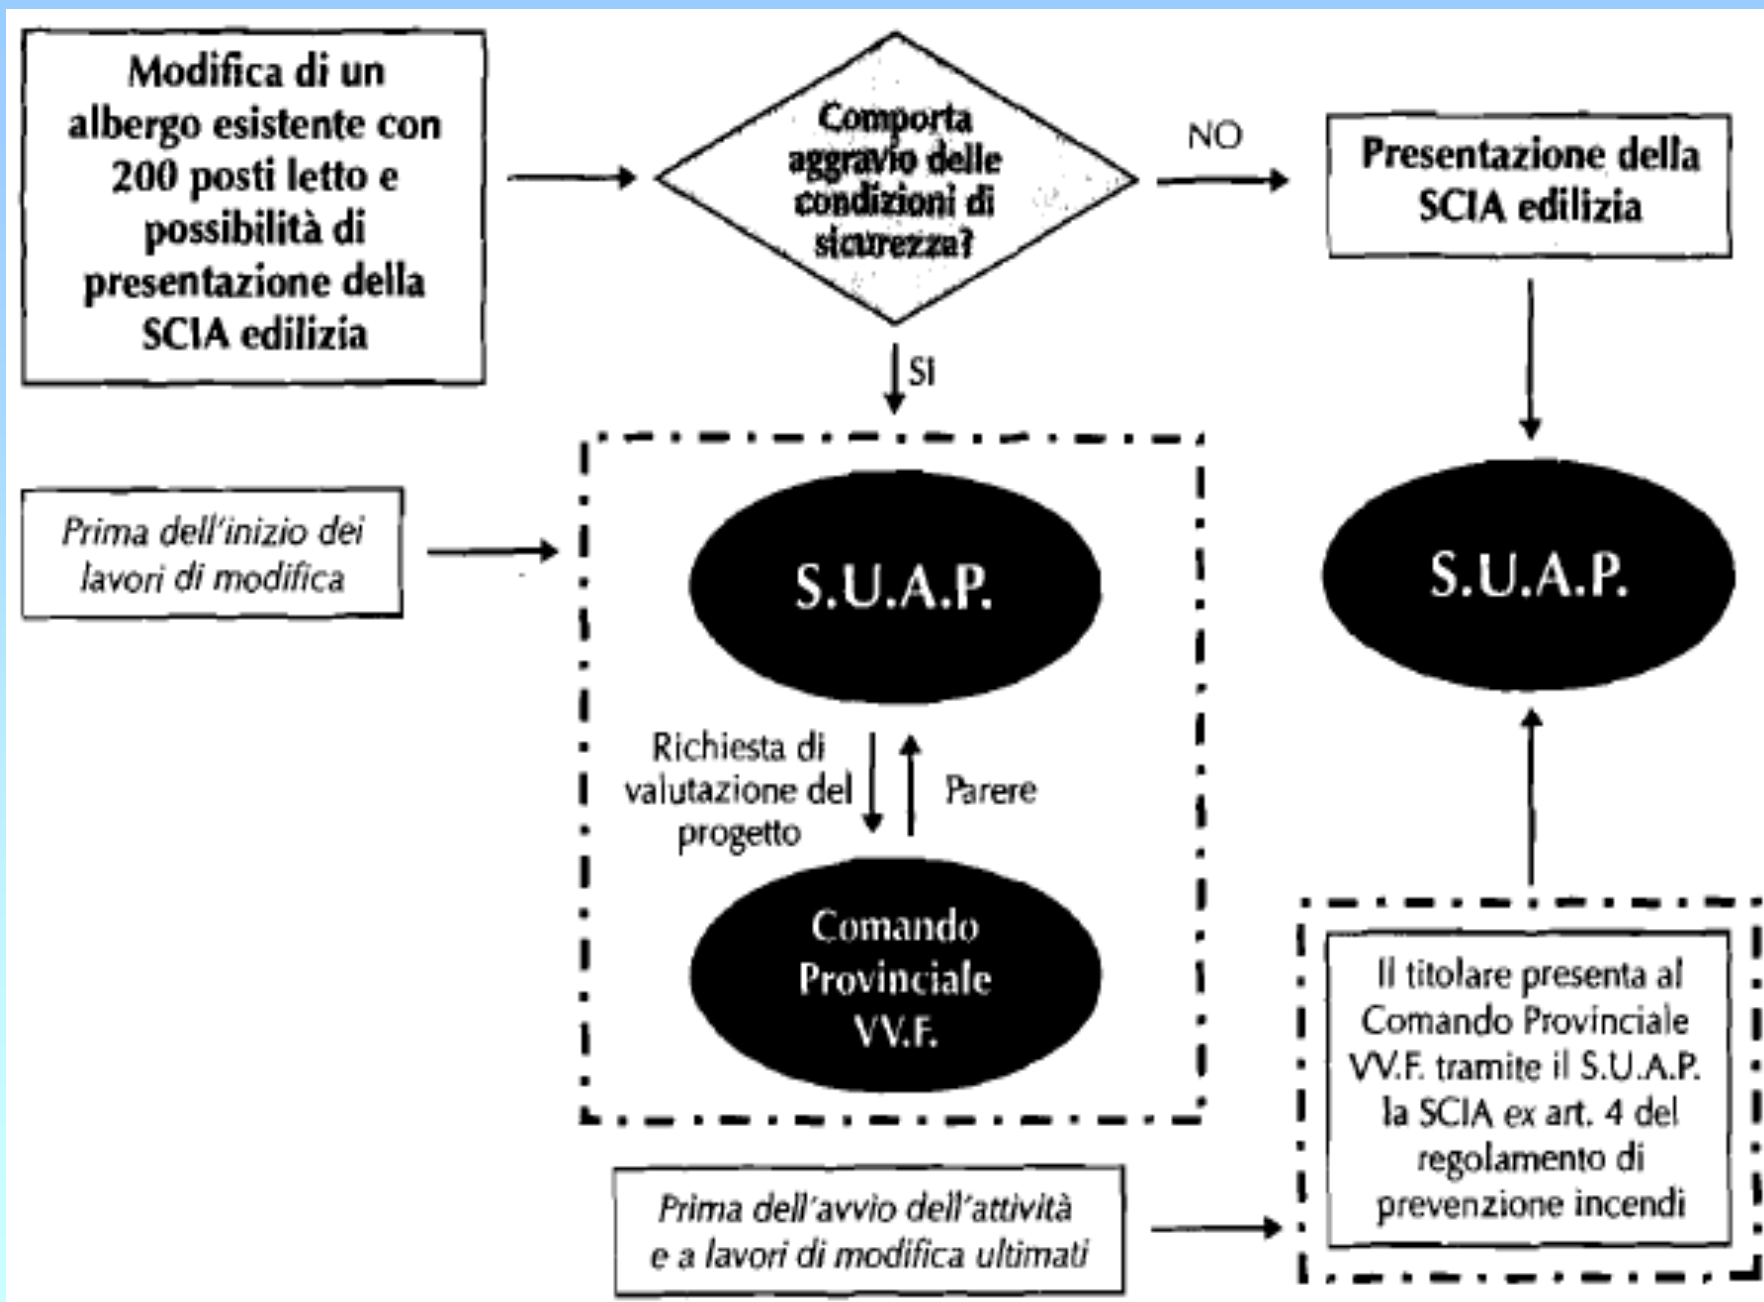 Modifica di un
albergo esistente con
200 posti letto e
possibilità di
presentazione della
SCIA edilizia
Comporta
aggravio delle
condizioni di
sicurezza?
NO
Presentazione della
SCIA edilizia
SI
Prima dell'inizio dei
lavori di modifica
S.U.A.P.
S.U.A.P.
Richiesta di
valutazione del
progetto
Parere
Comando
Provinciale
VV.F.
Il titolare presenta al
Comando Provinciale
VV.F. tramite il S.U.A.P.
la SCIA ex art. 4 del
regolamento di
prevenzione incendi
Prima dell'avvio dell'attività
e a lavori di modifica ultimati